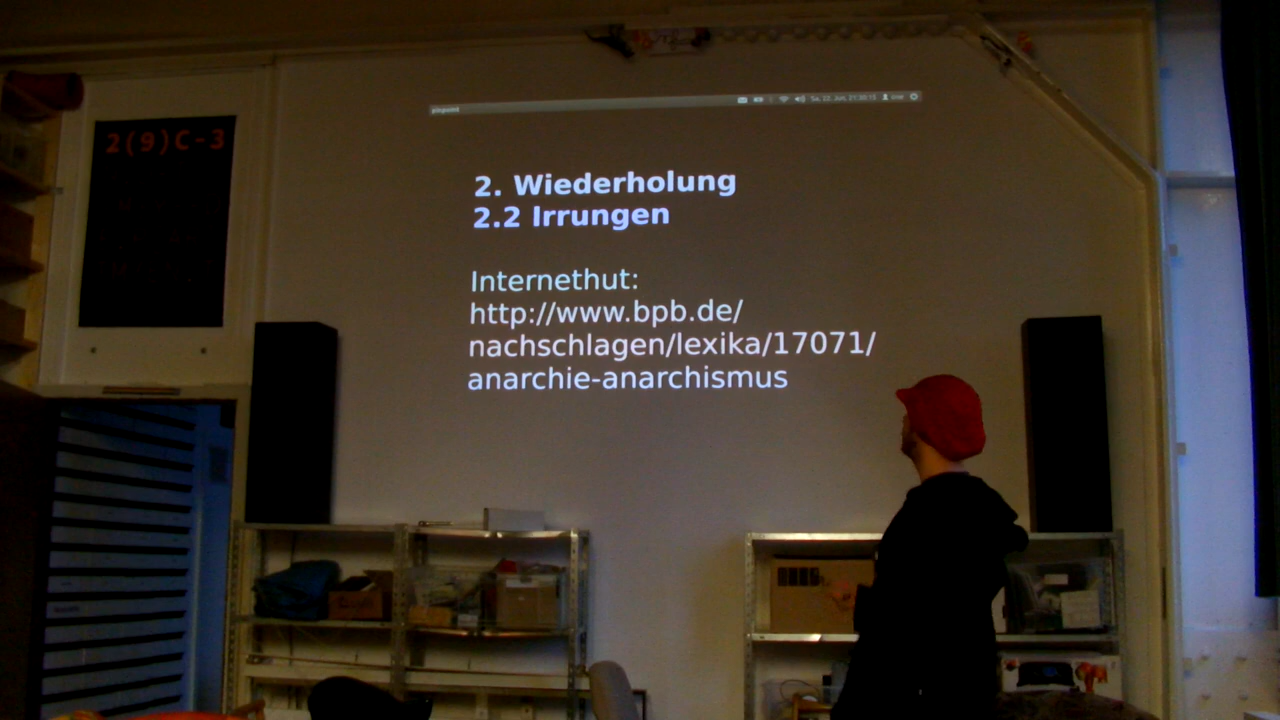 2(9)C-3
2. Wiederholung
2.2 Irrungen
Internethut:
http://www.bpb.de/
nachschlagen/lexika/17071/
anarchie-anarchismus